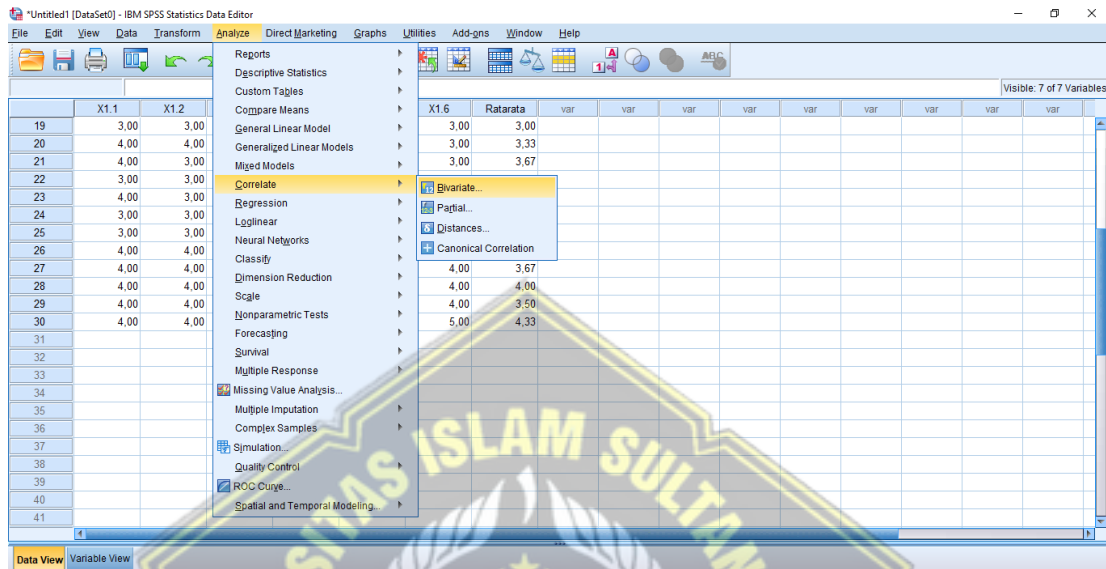 *Untitled1 [DataSet0] - IBM SPSS Statistics Data Editor
File Edit View Data Transform Analyze Direct Marketing Graphs Utilities Add-ons Window Help
Visible: 7 of 7 Variables
X1.1 X1.2 X1.6 Ratarata var var var var var var var var
19 3,00 3,00 3,00 3,00
20 4,00 4,00 3,00 3,33
21 4,00 3,00 3,00 3,67
22 3,00 3,00
23 4,00 3,00
24 3,00 3,00
25 3,00 3,00
26 4,00 4,00
27 4,00 4,00 4,00 3,67
28 4,00 4,00 4,00 4,00
29 4,00 4,00 4,00 3,50
30 4,00 4,00 5,00 4,33
31
32
33
34
35
36
37
38
39
40
41
Reports
Descriptive Statistics
Custom Tables
Compare Means
General Linear Model
Generalized Linear Models
Mixed Models
Correlate
Regression
Loglinear
Neural Networks
Classify
Dimension Reduction
Scale
Nonparametric Tests
Forecasting
Survival
Multiple Response
Missing Value Analysis...
Multiple Imputation
Complex Samples
Simulation...
Quality Control
ROC Curve...
Spatial and Temporal Modeling...
Bivariate...
Partial...
Distances...
Canonical Correlation
SITAS ISLAM SULTAN
Data View Variable View